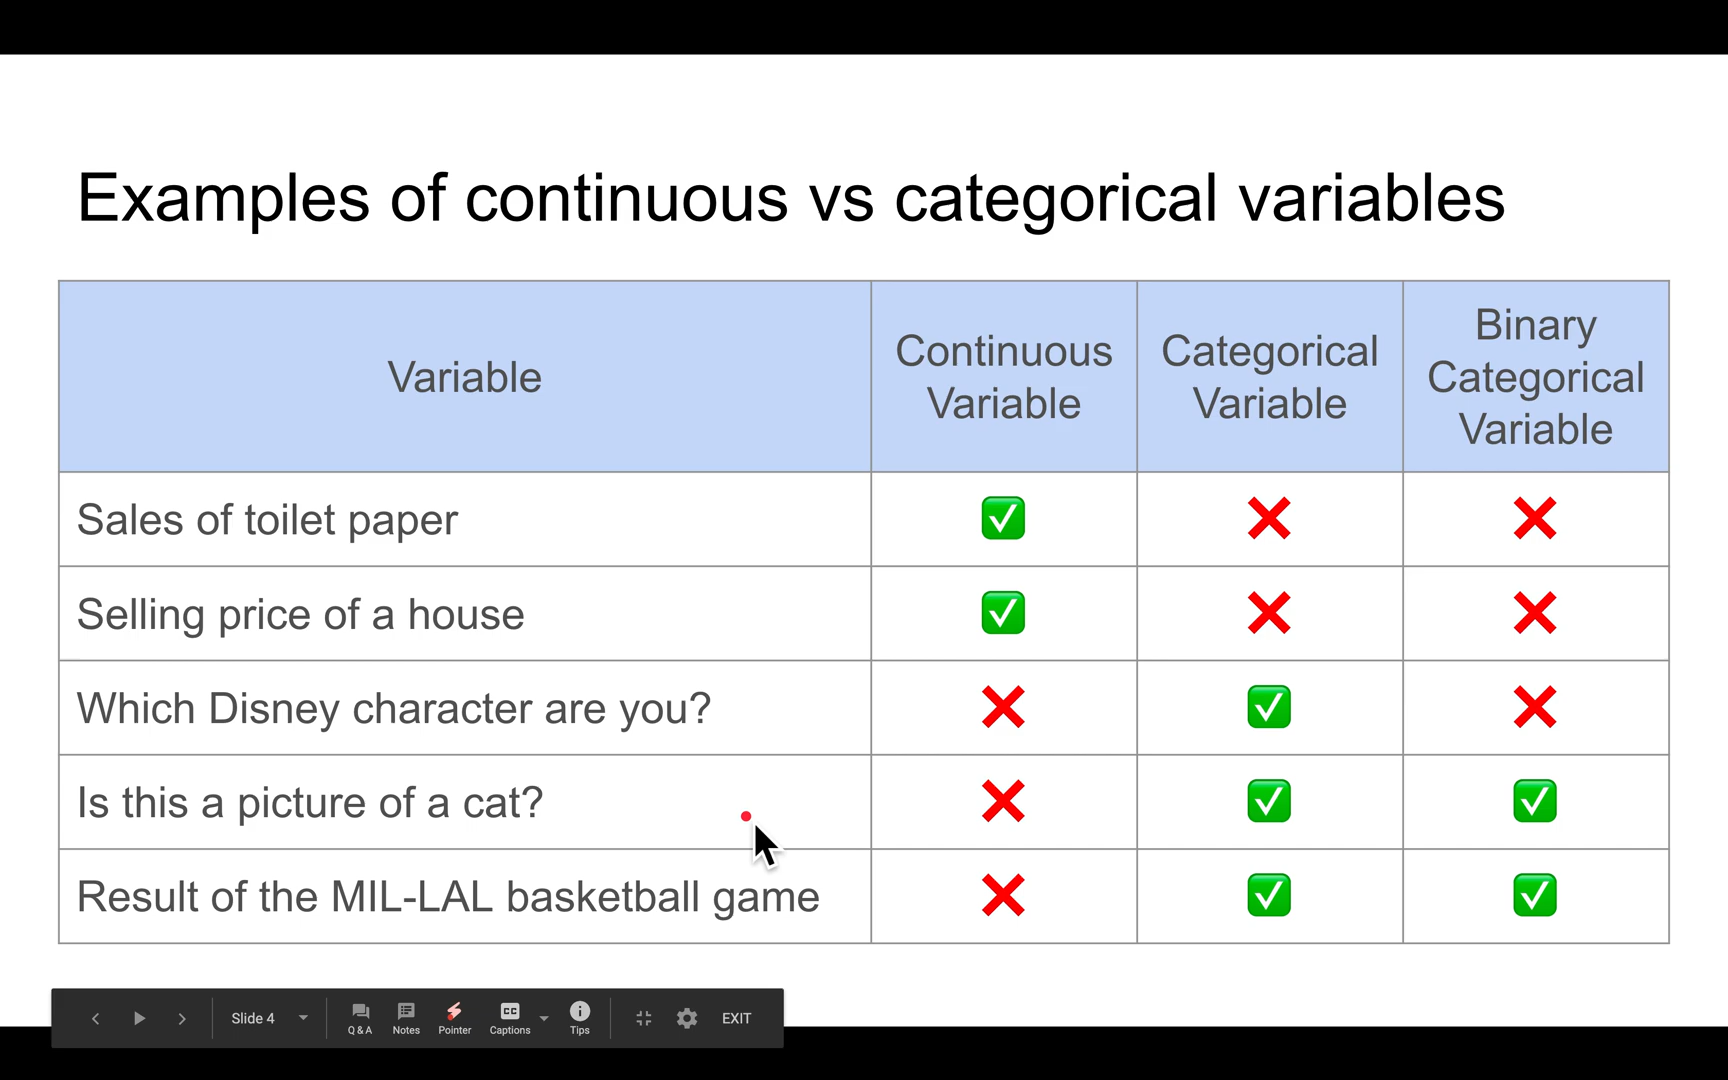 Examples of continuous vs categorical variables
Variable
Continuous
Variable
Categorical
Variable
Binary
Categorical
Variable
Sales of toilet paper
Selling price of a house
Which Disney character are you?
Is this a picture of a cat?
Result of the MIL-LAL basketball game
Slide 4
Q & A
Notes
Pointer
CC
Captions
Tips
EXIT